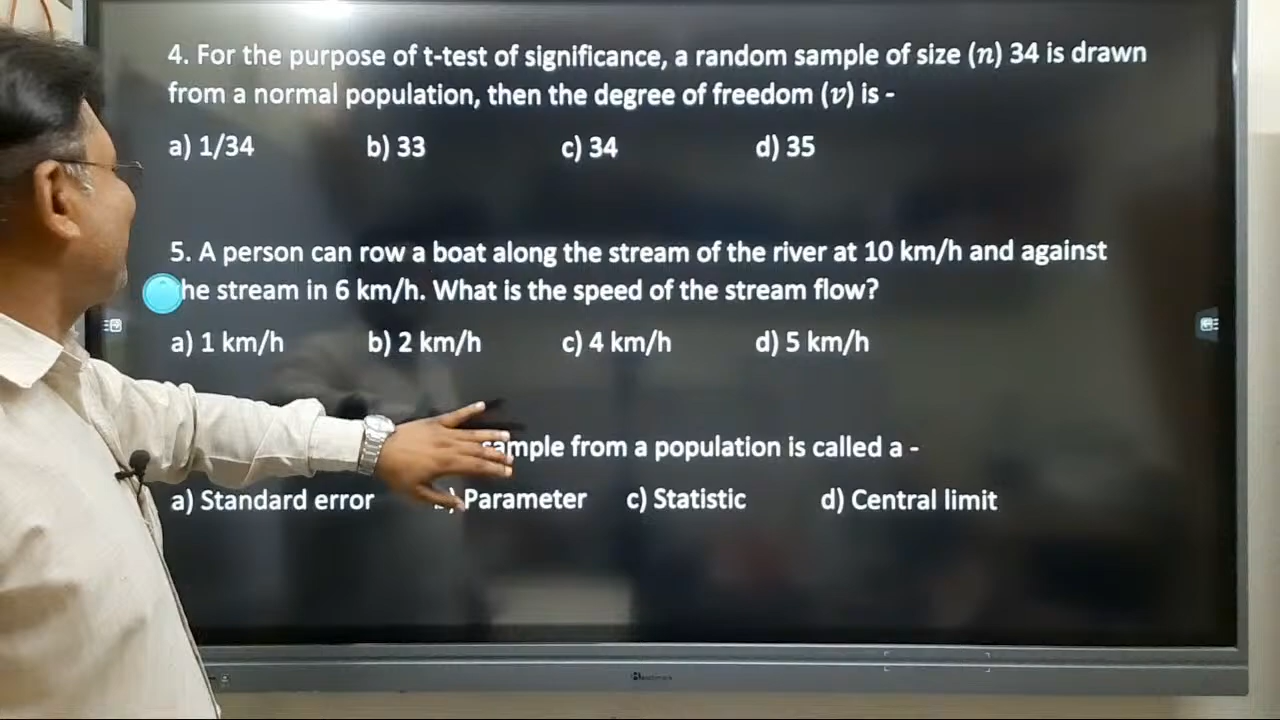 4. For the purpose of t-test of significance, a random sample of size (n) 34 is drawn
from a normal population, then the degree of freedom (v) is -
a) 1/34 b) 33 c) 34 d) 35
5. A person can row a boat along the stream of the river at 10 km/h and against
he stream in 6 km/h. What is the speed of the stream flow?
a) 1 km/h b) 2 km/h c) 4 km/h d) 5 km/h
sample from a population is called a -
a) Standard error ) Parameter c) Statistic d) Central limit